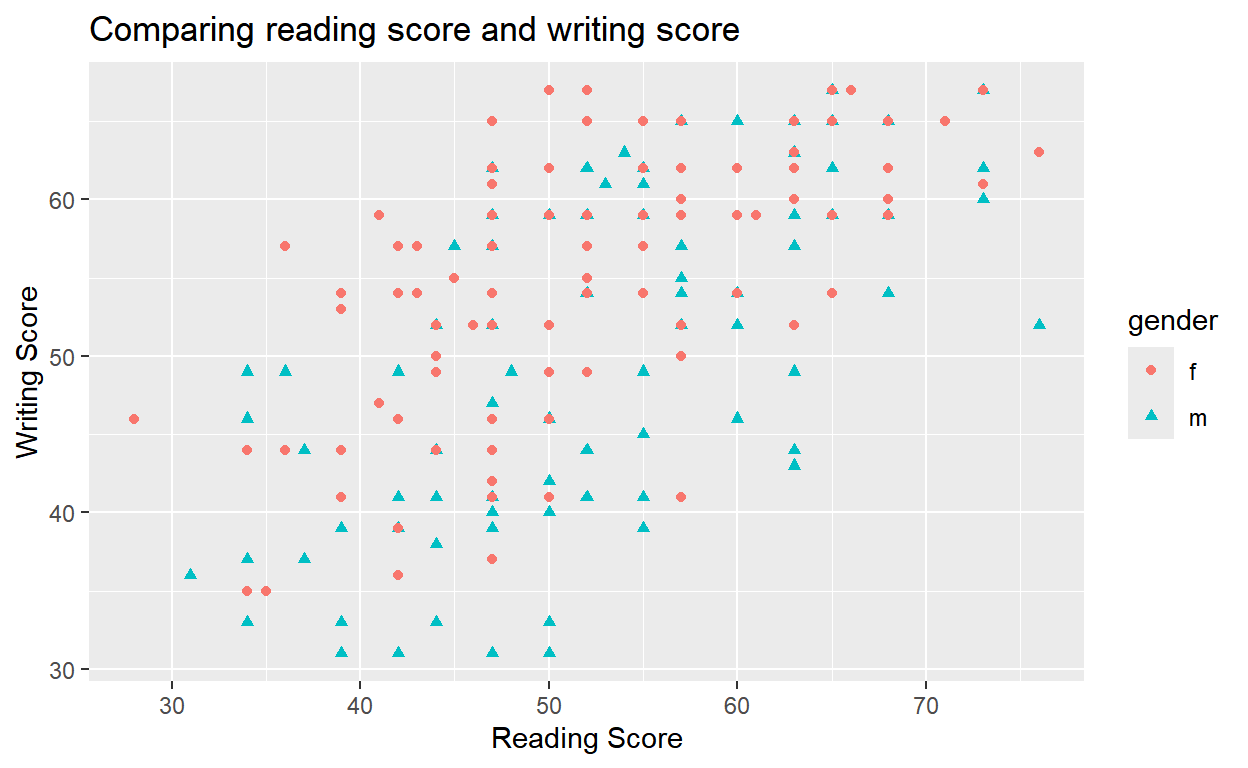 Comparing reading score and writing score
60
50
40
30
Writing Score
30 40 50 60 70
Reading Score
gender
f
m